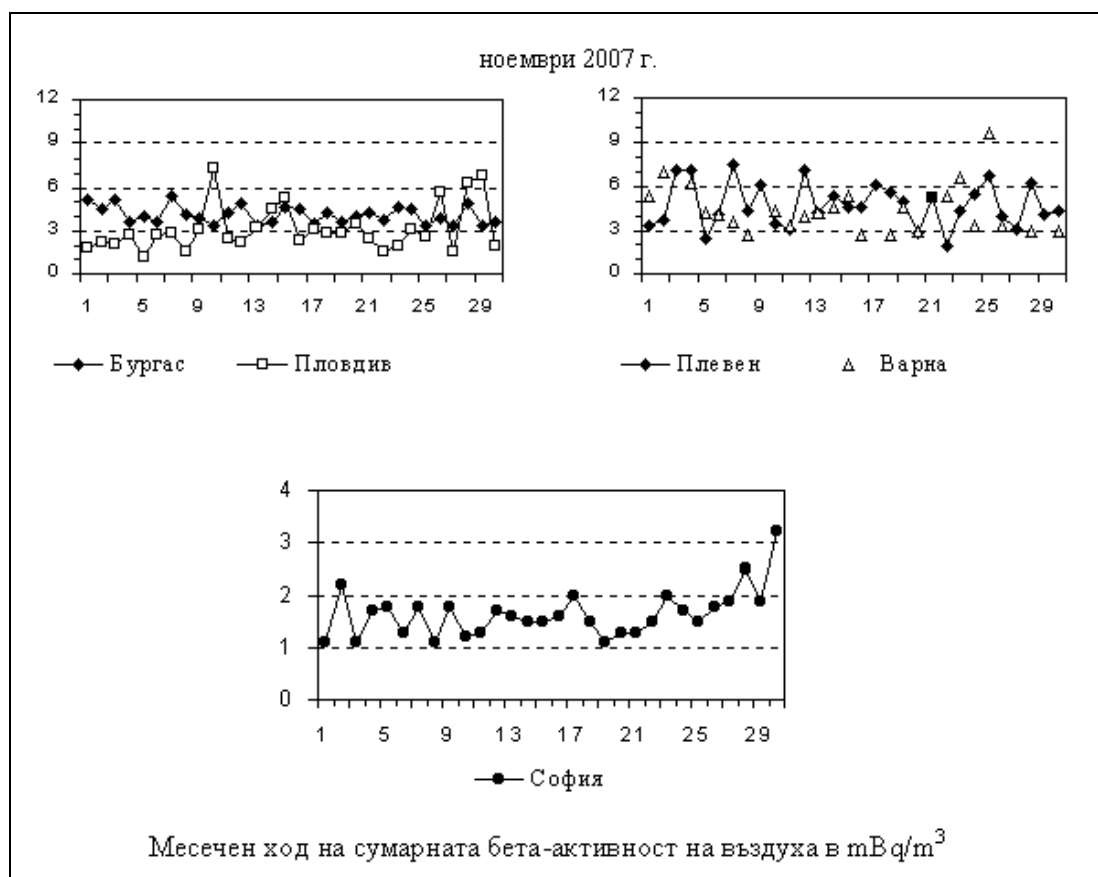 ноември 2007 г.
12
9
6
3
0
1 5 9 13 17 21 25 29
Бургас Пловдив
12
9
6
3
0
1 5 9 13 17 21 25 29
Плевен Варна
4
3
2
1
0
1 5 9 13 17 21 25 29
София
Месечен ход на сумарната бета-активност на въздуха в mBq/m³